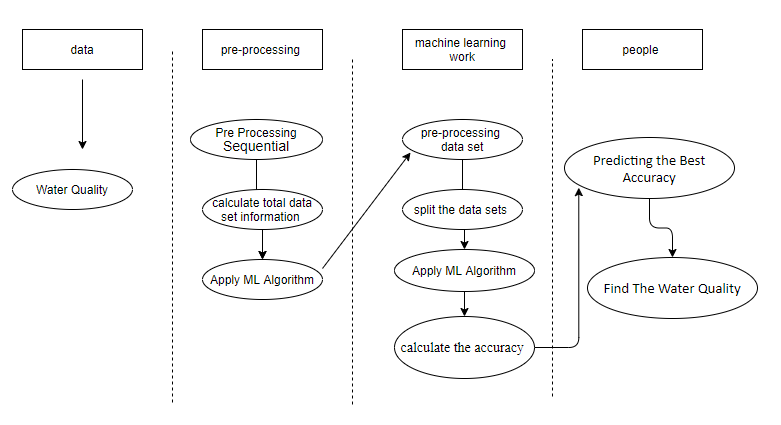 data
pre-processing
machine learning
work
people
Water Quality
Pre Processing
Sequential
calculate total data
set information
Apply ML Algorithm
pre-processing
data set
split the data sets
Apply ML Algorithm
calculate the accuracy
Predicting the Best
Accuracy
Find The Water Quality